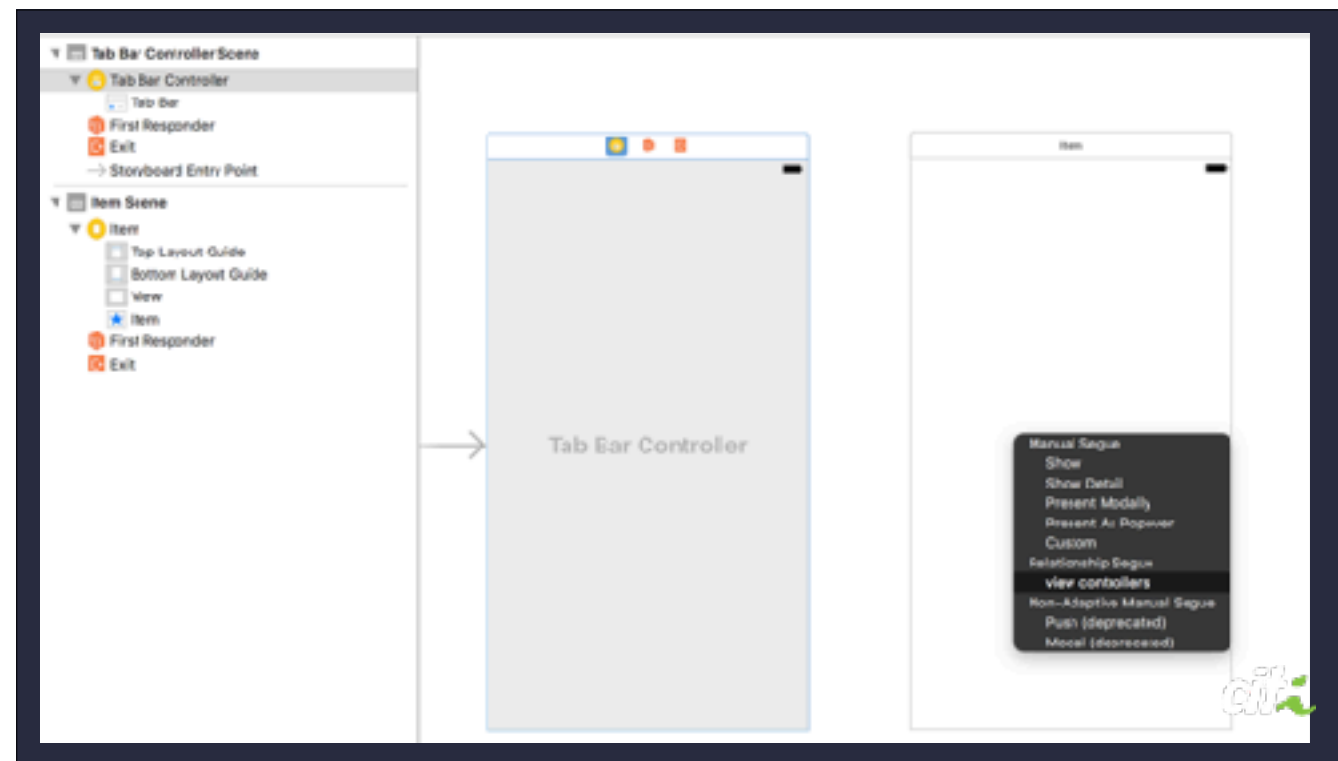 Tab Bar Controller Scene
Tab Bar Controller
Tab Bar
First Responder
Exit
Storyboard Entry Point
Item Scene
Item
Top Layout Guide
Bottom Layout Guide
View
Item
First Responder
Exit
Tab Bar Controller
Item
Manual Segue
Show
Show Detail
Present Modally
Present As Popover
Custom
Relationship Segue
view controllers
Non-Adaptive Manual Segue
Push (deprecated)
Modal (deprecated)